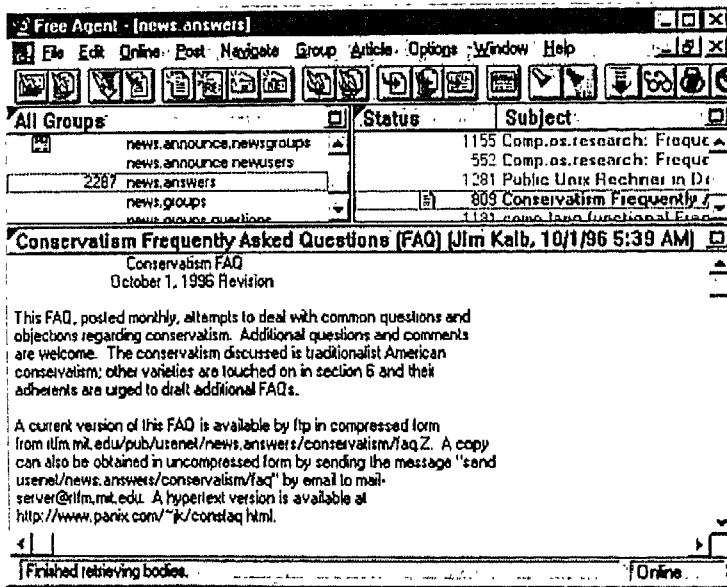 Free Agent - [news.answers]
File Edit Online Post Navigate Group Article Options Window Help
All Groups
Status Subject
news.announce.newsgroups
1155 Comp.os.research: Freque
news.announce.newusers
552 Comp.os.research: Freque
2287 news.answers
1281 Public Unix Rechner in De
news.groups
809 Conservatism Frequently A
news.groups.questions
1181 comp.lang.functional Freq
Conservatism Frequently Asked Questions (FAQ) [Jim Kalb, 10/1/96 5:39 AM]
Conservatism FAQ
October 1, 1996 Revision
This FAQ, posted monthly, attempts to deal with common questions and
objections regarding conservatism. Additional questions and comments
are welcome. The conservatism discussed is traditionalist American
conservatism; other varieties are touched on in section 6 and their
adherents are urged to draft additional FAQs.
A current version of this FAQ is available by ftp in compressed form
from rtfm.mit.edu/pub/usenet/news.answers/conservatism/faq.Z. A copy
can also be obtained in uncompressed form by sending the message "send
usenet/news.answers/conservatism/faq" by email to mail-
server@rtfm.mit.edu. A hypertext version is available at
http://www.panix.com/~jk/consfaq.html.
Finished retrieving bodies.
Online